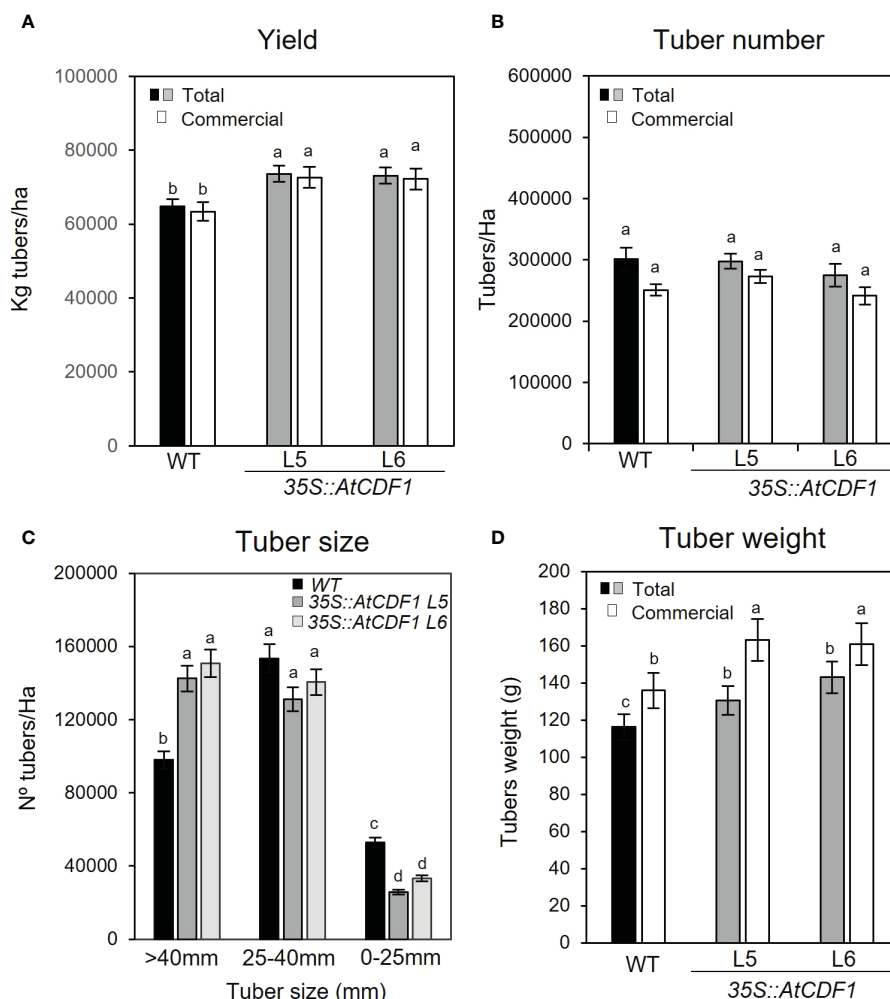 A
Yield
100000
80000
60000
40000
20000
0
Kg tubers/ha
Total
Commercial
b b
a a
a a
WT L5 L6
35S::AtCDF1
B
Tuber number
600000
500000
400000
300000
200000
100000
0
Tubers/Ha
Total
Commercial
a a
a a
a a
WT L5 L6
35S::AtCDF1
C
Tuber size
200000
160000
120000
80000
40000
0
Nº tubers/Ha
WT
35S::AtCDF1 L5
35S::AtCDF1 L6
b a a
a a a
c d d
>40mm 25-40mm 0-25mm
Tuber size (mm)
D
Tuber weight
200
180
160
140
120
100
80
60
40
20
0
Tubers weight (g)
Total
Commercial
c b
b a
b a
WT L5 L6
35S::AtCDF1